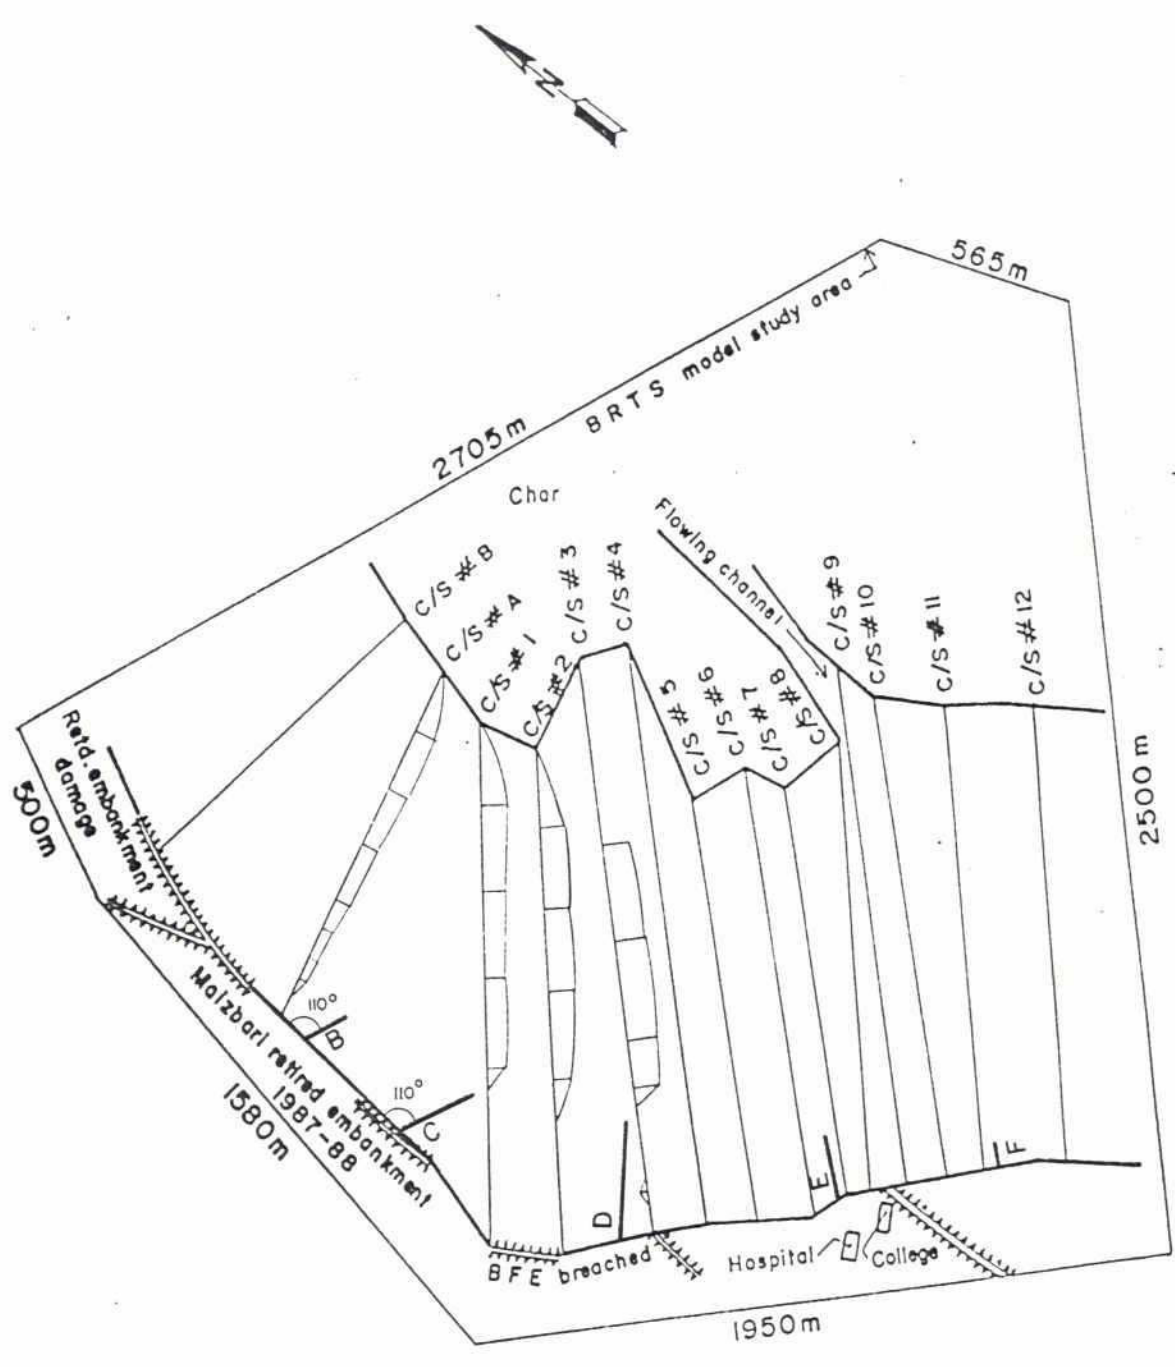 N
565m
BRTS model study area
2705m
Char
Flowing channel
C/S # B
C/S # A
C/S # 1
C/S # 2
C/S # 3
C/S # 4
C/S # 5
C/S # 6
C/S # 7
C/S # 8
C/S # 9
C/S # 10
C/S # 11
C/S # 12
2500m
Retd. embankment
damage
500m
110°
B
110°
C
Malzbari retired embankment
1987-88
1580m
D
E
F
BFE breached
Hospital
College
1950m